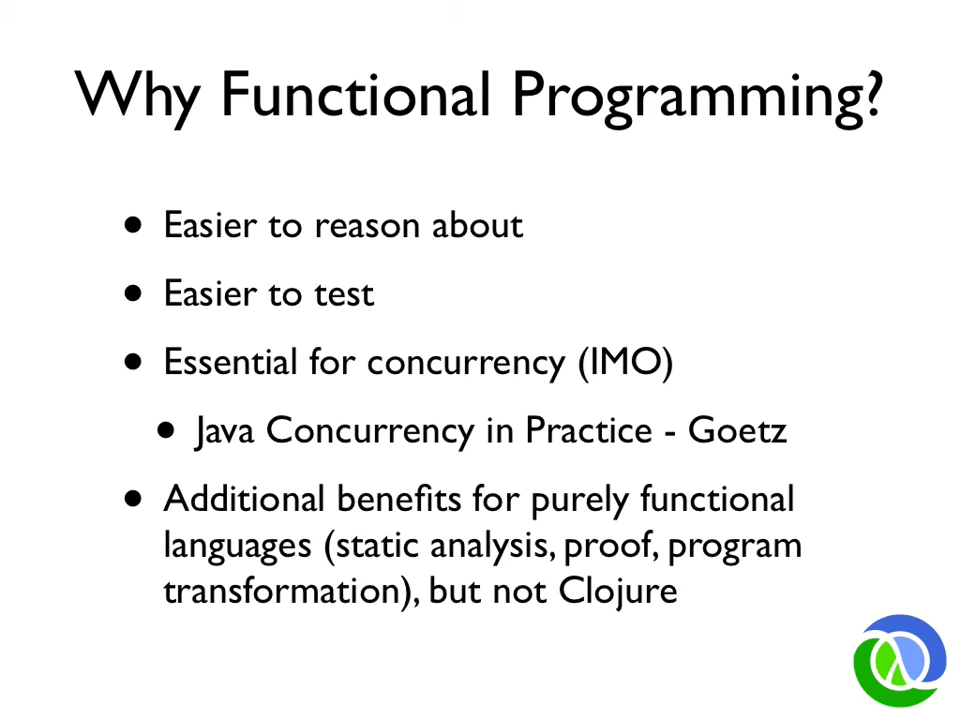 Why Functional Programming?
• Easier to reason about
• Easier to test
• Essential for concurrency (IMO)
• Java Concurrency in Practice - Goetz
• Additional benefits for purely functional
languages (static analysis, proof, program
transformation), but not Clojure